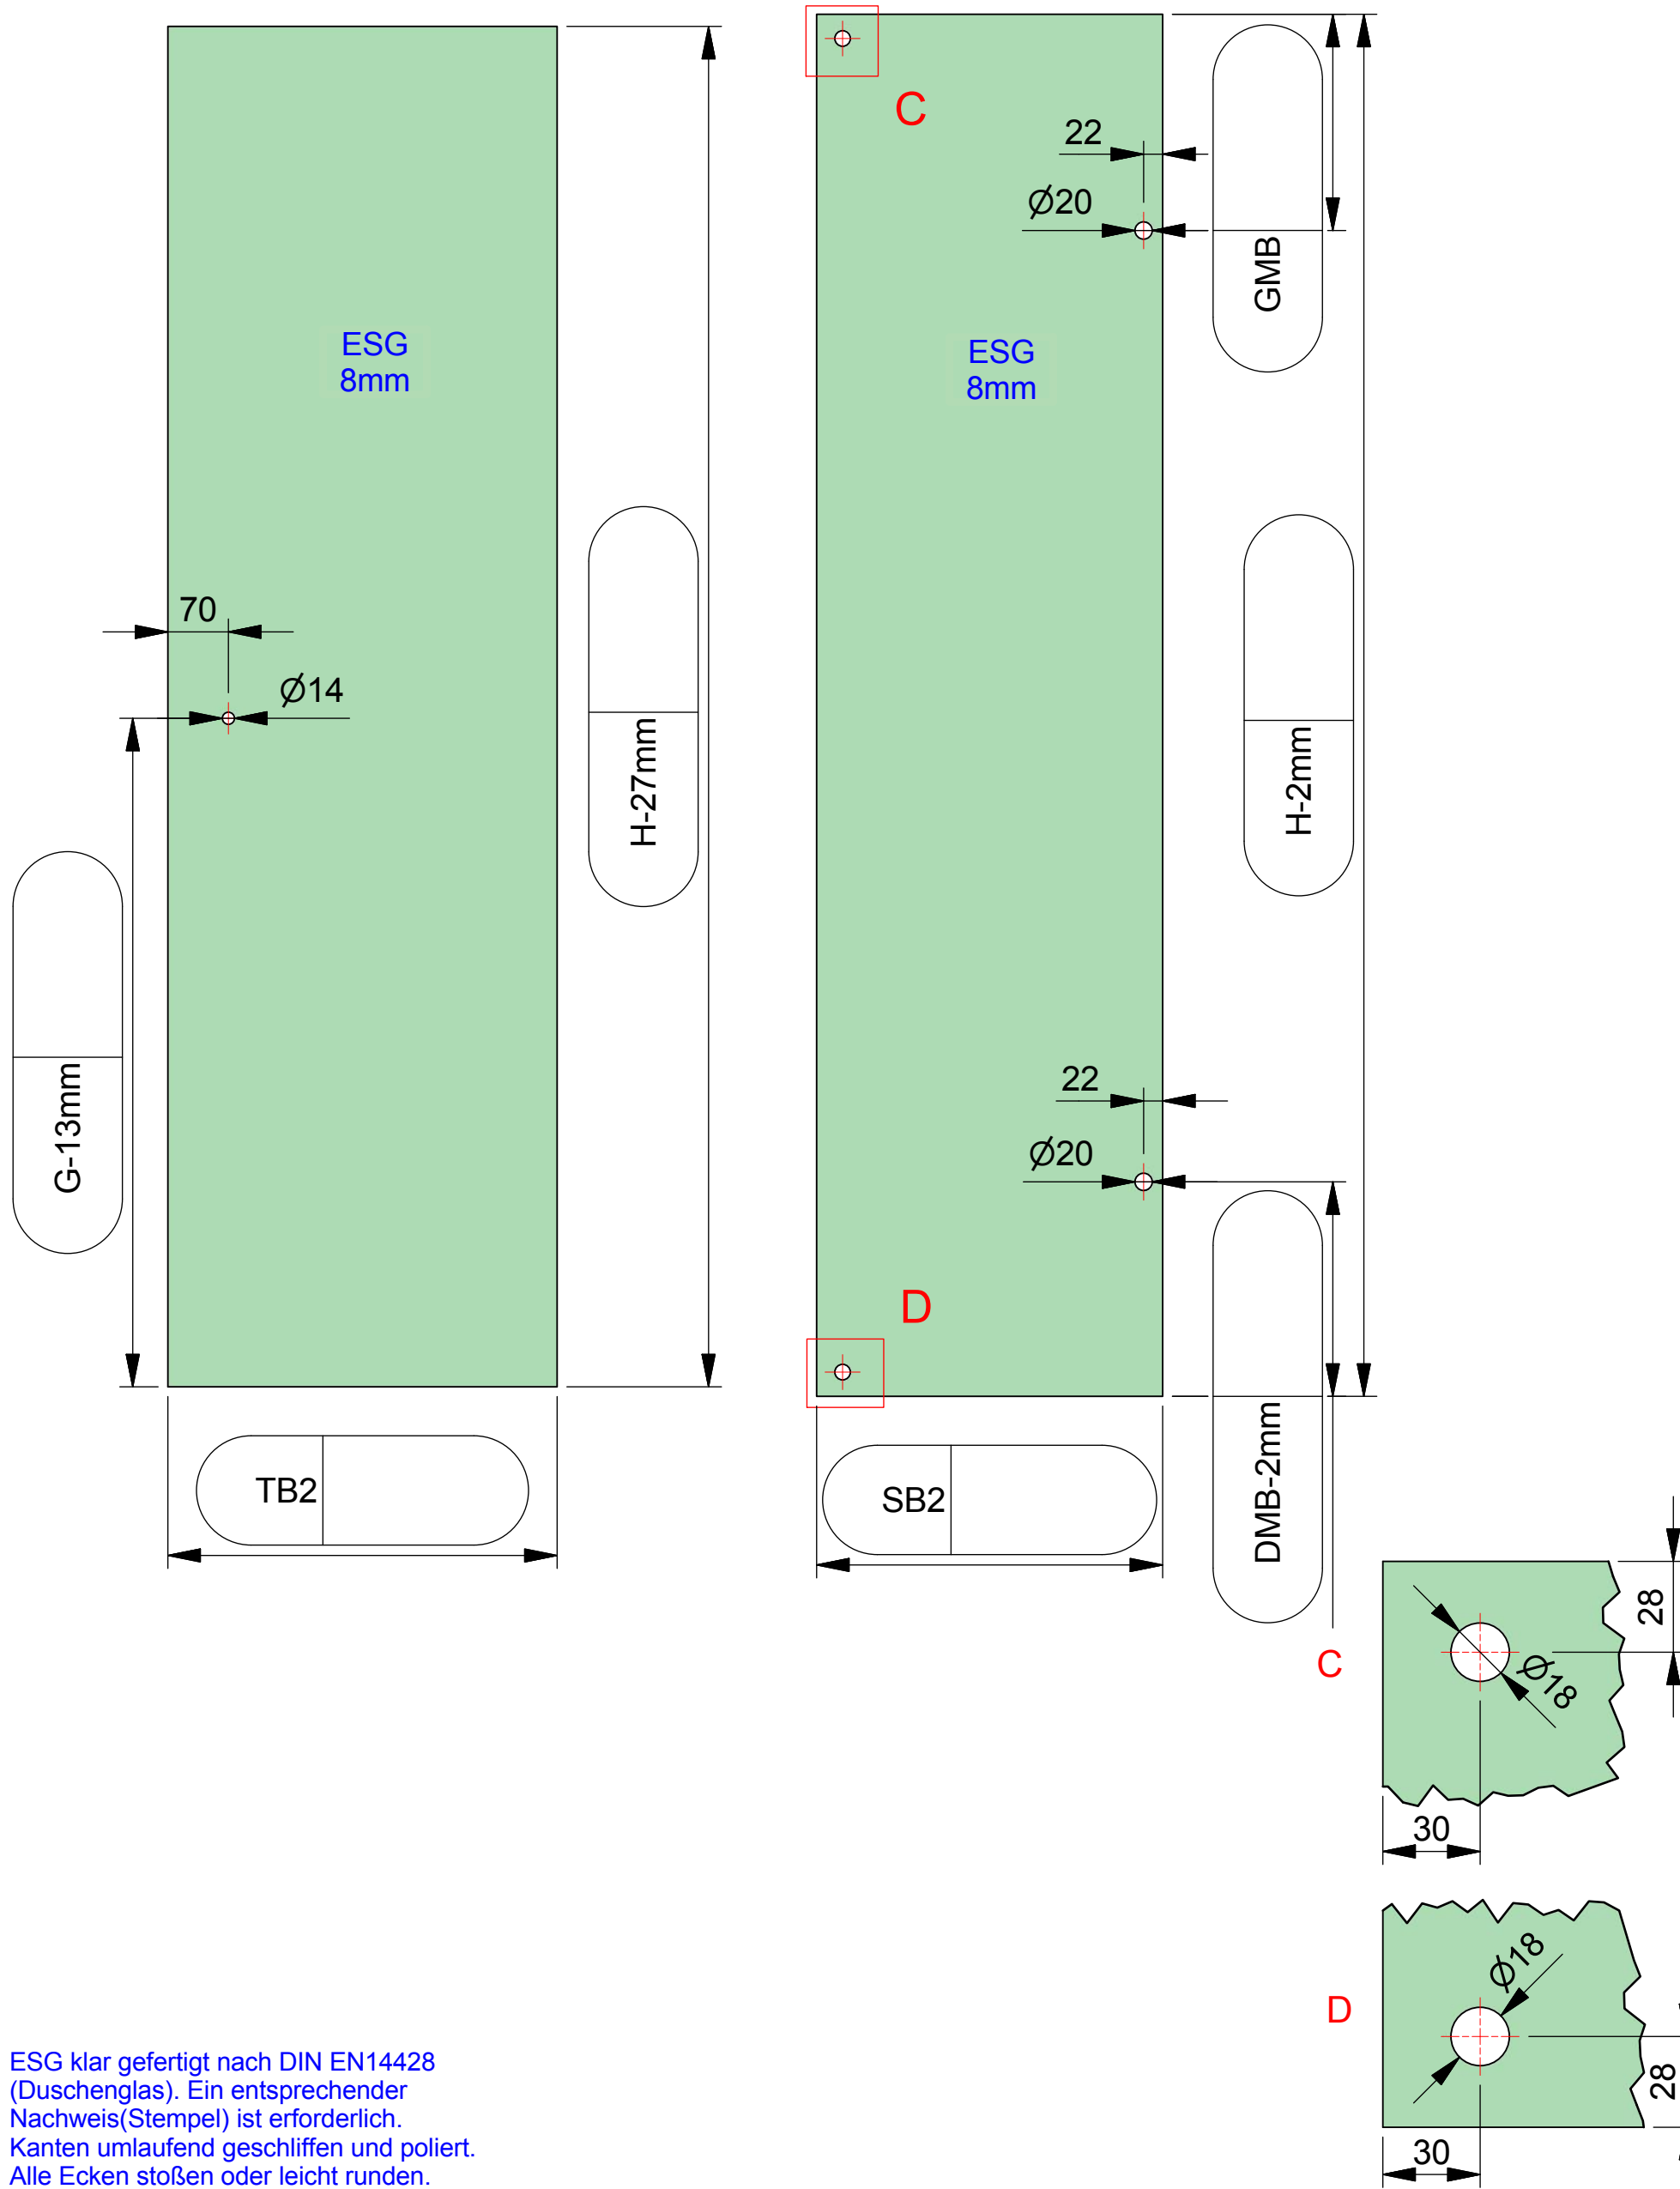 C
22
Ø20
GMB
ESG
8mm
ESG
8mm
70
Ø14
H-27mm
H-2mm
G-13mm
22
Ø20
D
TB2
SB2
DMB-2mm
C
28
Ø18
30
D
Ø18
28
30
ESG klar gefertigt nach DIN EN14428
(Duschenglas). Ein entsprechender
Nachweis(Stempel) ist erforderlich.
Kanten umlaufend geschliffen und poliert.
Alle Ecken stoßen oder leicht runden.